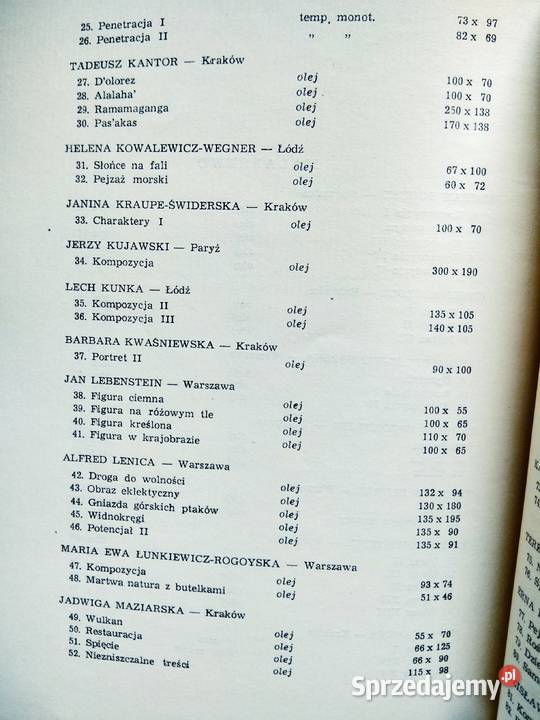 25. Penetracja I temp. monot. 73 x 97
26. Penetracja II " " 82 x 69
TADEUSZ KANTOR — Kraków
27. D'olorez olej 100 x 70
28. Alalaha' olej 100 x 70
29. Ramamaganga olej 250 x 138
30. Pas'akas olej 170 x 138
HELENA KOWALEWICZ-WEGNER — Łódź
31. Słońce na fali olej 67 x 100
32. Pejzaż morski olej 60 x 72
JANINA KRAUPE-ŚWIDERSKA — Kraków
33. Charaktery I olej 100 x 70
JERZY KUJAWSKI — Paryż
34. Kompozycja olej 300 x 190
LECH KUNKA — Łódź
35. Kompozycja II olej 135 x 105
36. Kompozycja III olej 140 x 105
BARBARA KWAŚNIEWSKA — Kraków
37. Portret II olej 90 x 100
JAN LEBENSTEIN — Warszawa
38. Figura ciemna olej 100 x 55
39. Figura na różowym tle olej 100 x 65
40. Figura kreślona olej 110 x 70
41. Figura w krajobrazie olej 100 x 65
ALFRED LENICA — Warszawa
42. Droga do wolności olej 132 x 94
43. Obraz eklektyczny olej 130 x 180
44. Gniazda górskich ptaków olej 135 x 195
45. Widnokręgi olej 135 x 90
46. Potencjał II olej 135 x 91
MARIA EWA ŁUNKIEWICZ-ROGOYSKA — Warszawa
47. Kompozycja olej 93 x 74
48. Martwa natura z butelkami olej 51 x 46
JADWIGA MAZIARSKA — Kraków
49. Wulkan olej 55 x 70
50. Restauracja olej 66 x 125
51. Spięcie olej 66 x 90
52. Niezniszczalne treści olej 115 x 98
Sprzedajemy.pl